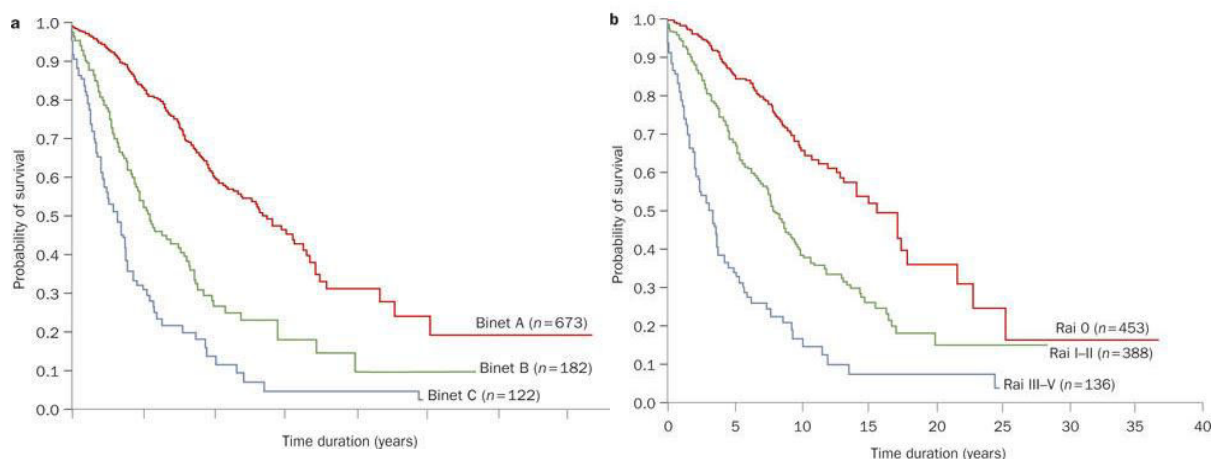 a
1.0
0.9
0.8
0.7
0.6
0.5
0.4
0.3
0.2
0.1
0.0
Probability of survival
Binet A (n=673)
Binet B (n=182)
Binet C (n=122)
Time duration (years)
b
1.0
0.9
0.8
0.7
0.6
0.5
0.4
0.3
0.2
0.1
0.0
Probability of survival
Rai 0 (n=453)
Rai I–II (n=388)
Rai III–V (n=136)
0 5 10 15 20 25 30 35 40
Time duration (years)